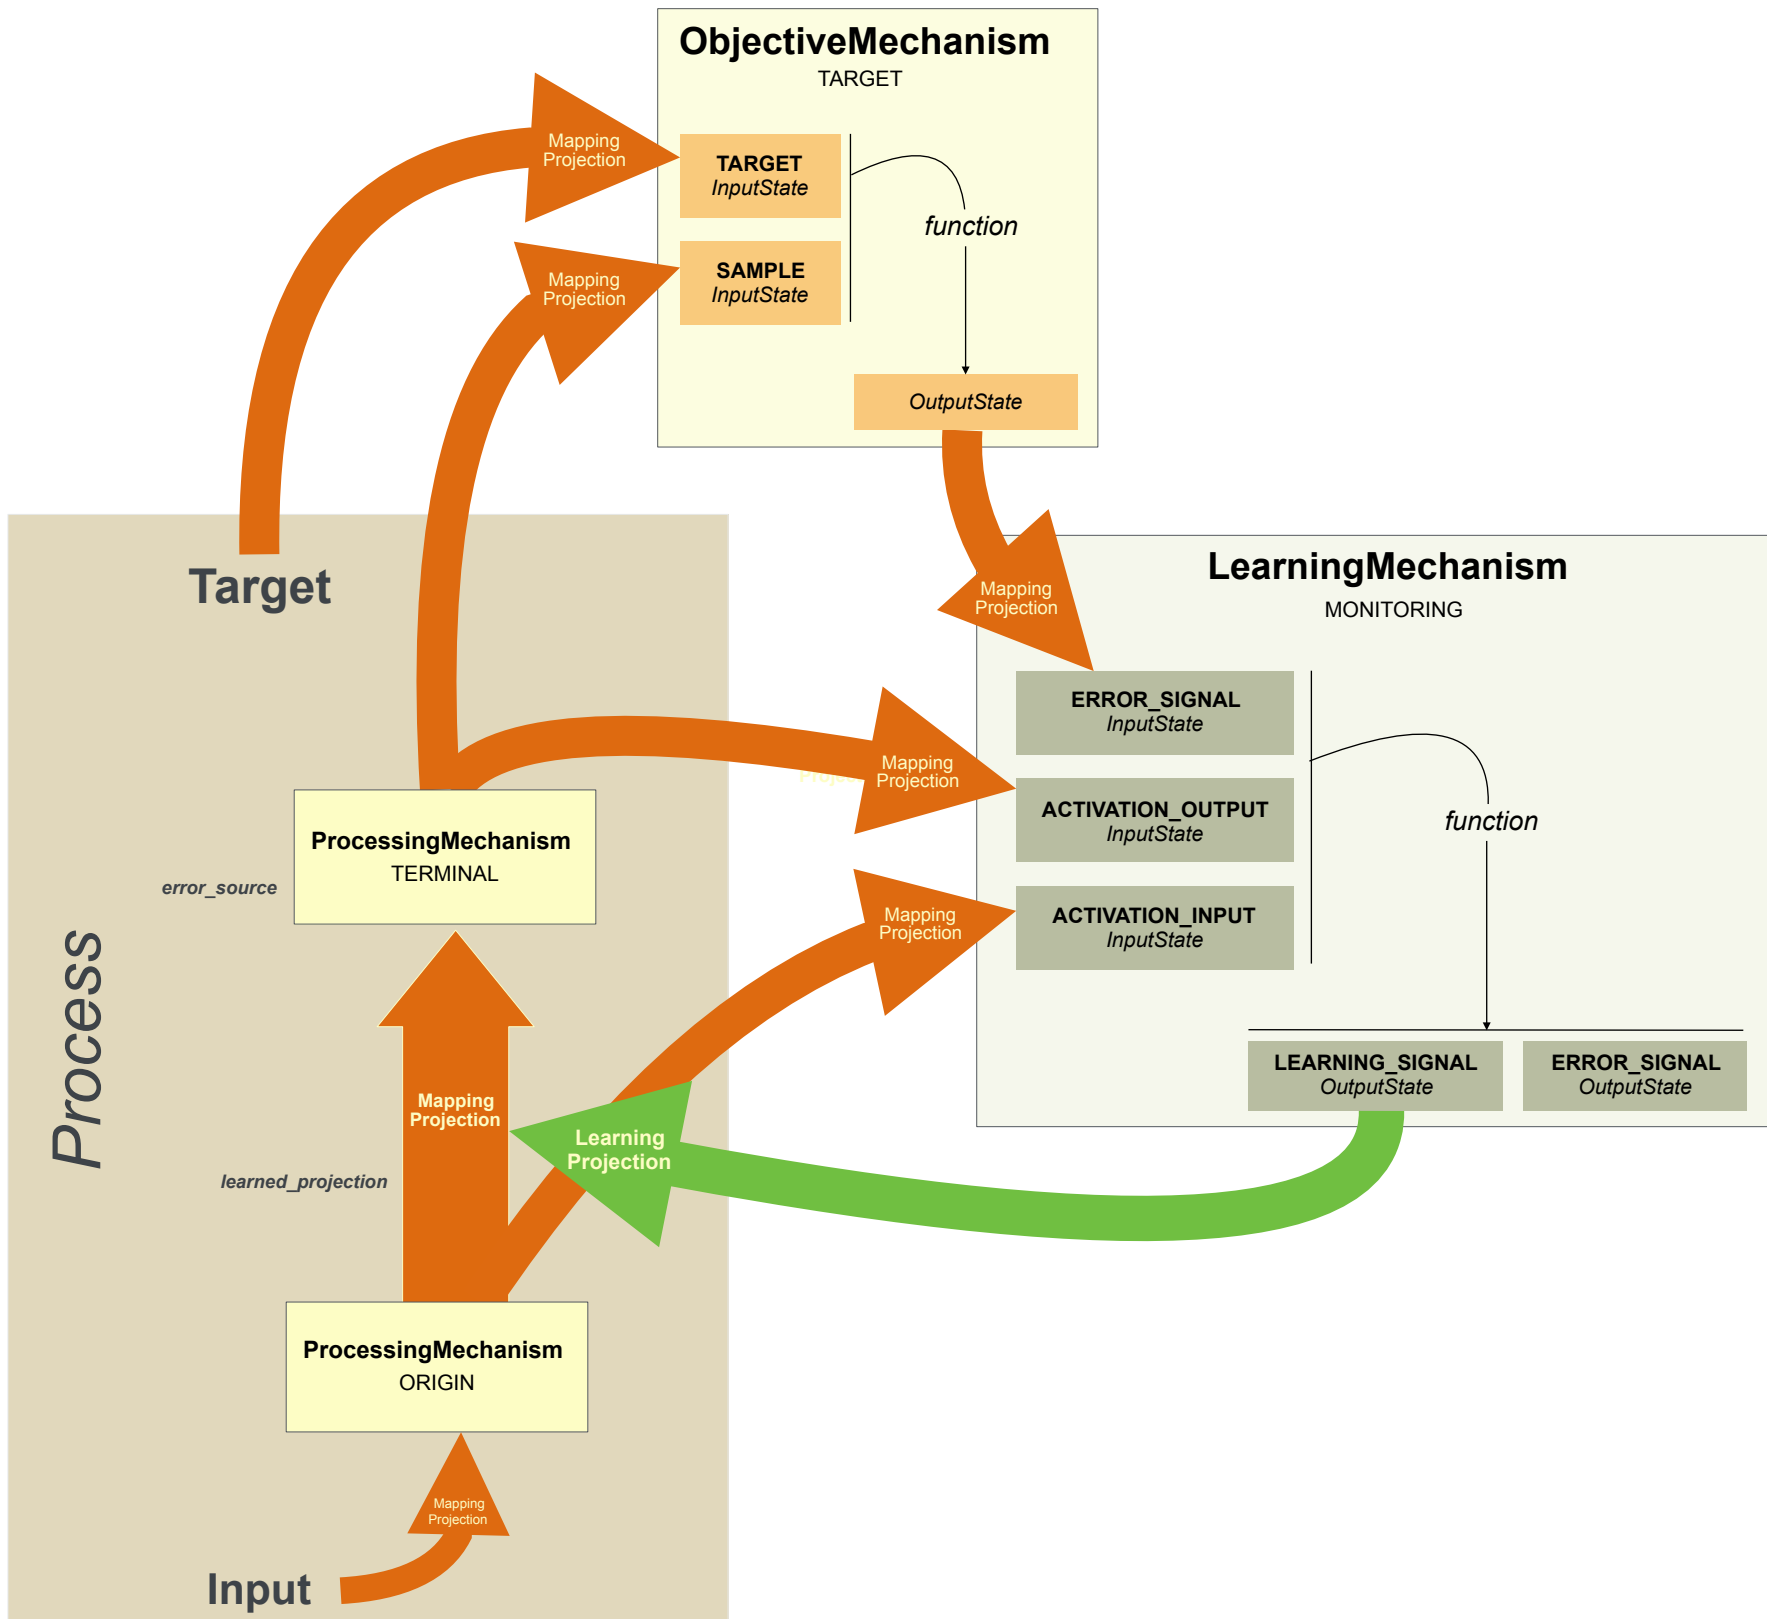 ObjectiveMechanism
TARGET
Mapping
Projection
TARGET
InputState
function
Mapping
Projection
SAMPLE
InputState
OutputState
Target
Mapping
Projection
LearningMechanism
MONITORING
ERROR_SIGNAL
InputState
Mapping
Projection
ACTIVATION_OUTPUT
InputState
function
ProcessingMechanism
TERMINAL
error_source
Mapping
Projection
ACTIVATION_INPUT
InputState
Process
LEARNING_SIGNAL
OutputState
ERROR_SIGNAL
OutputState
Mapping
Projection
Learning
Projection
learned_projection
ProcessingMechanism
ORIGIN
Mapping
Projection
Input